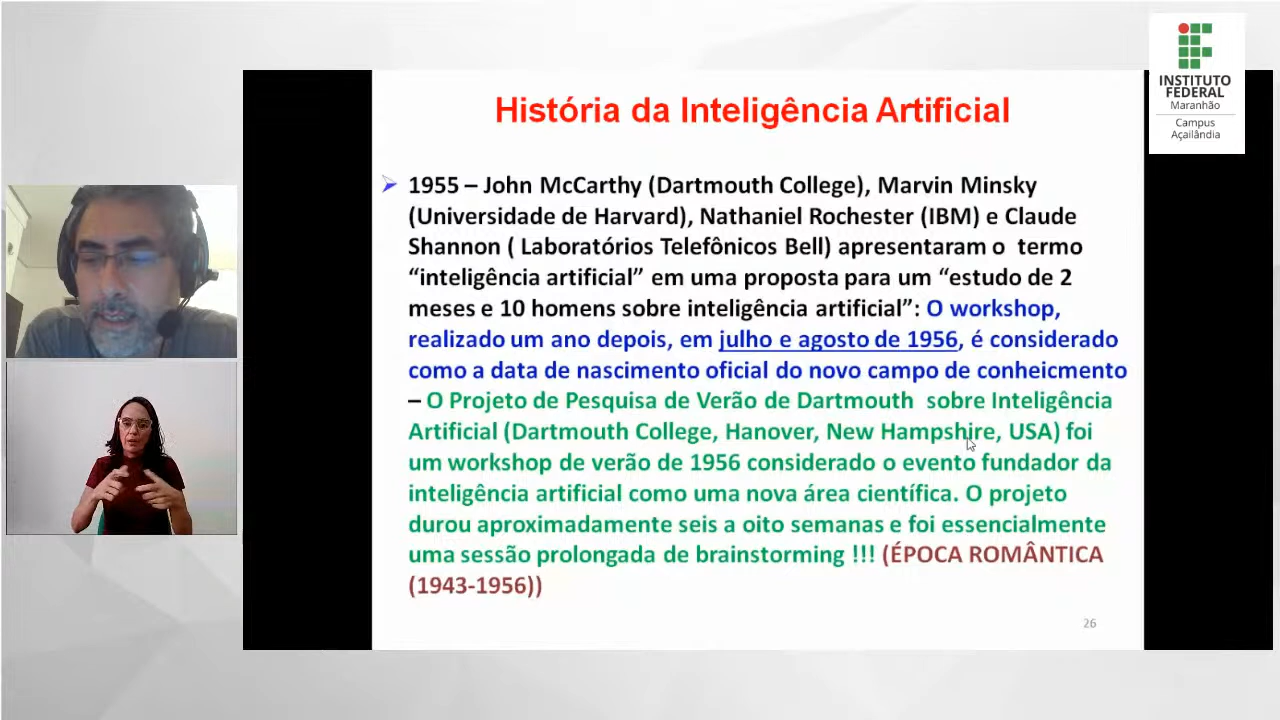 INSTITUTO
FEDERAL
Maranhão
Campus
Açailândia
História da Inteligência Artificial
1955 – John McCarthy (Dartmouth College), Marvin Minsky
(Universidade de Harvard), Nathaniel Rochester (IBM) e Claude
Shannon ( Laboratórios Telefônicos Bell) apresentaram o termo
“inteligência artificial” em uma proposta para um “estudo de 2
meses e 10 homens sobre inteligência artificial”: O workshop,
realizado um ano depois, em julho e agosto de 1956, é considerado
como a data de nascimento oficial do novo campo de conheicmento
– O Projeto de Pesquisa de Verão de Dartmouth sobre Inteligência
Artificial (Dartmouth College, Hanover, New Hampshire, USA) foi
um workshop de verão de 1956 considerado o evento fundador da
inteligência artificial como uma nova área científica. O projeto
durou aproximadamente seis a oito semanas e foi essencialmente
uma sessão prolongada de brainstorming !!! (ÉPOCA ROMÂNTICA
(1943-1956))
26